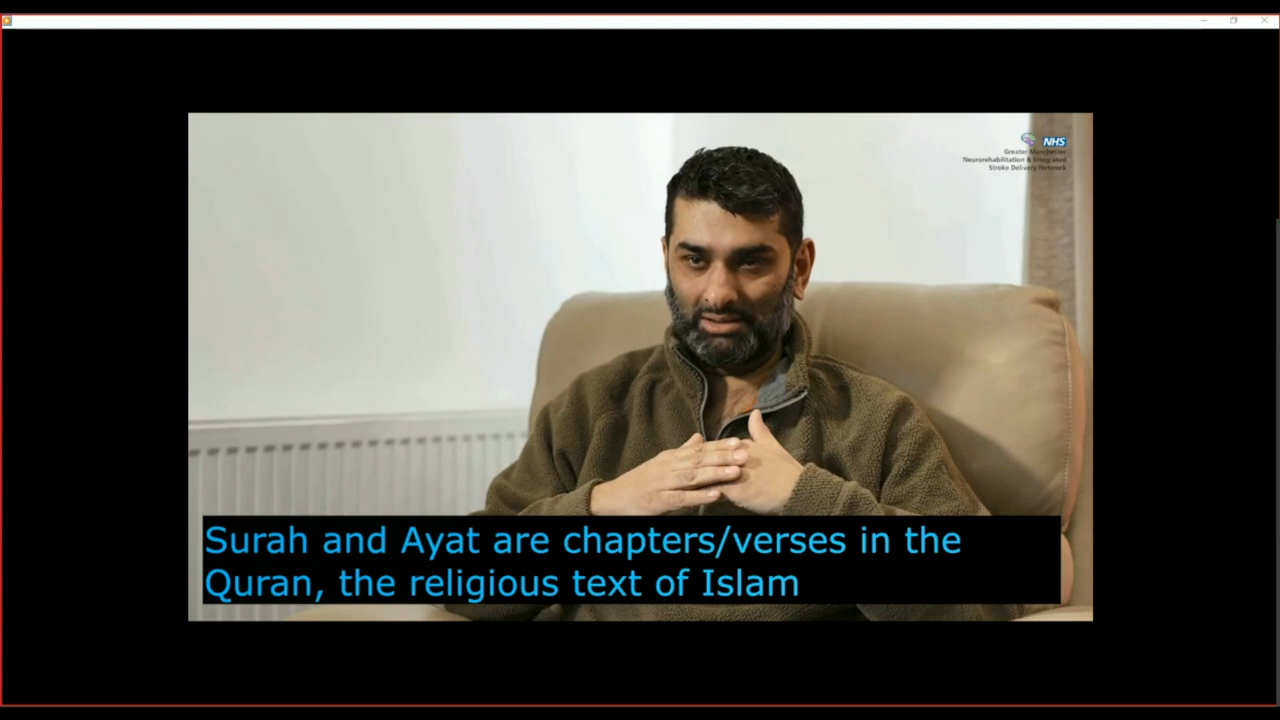 NHS
Greater Manchester
Neurorehabilitation & Integrated
Stroke Delivery Network
Surah and Ayat are chapters/verses in the
Quran, the religious text of Islam